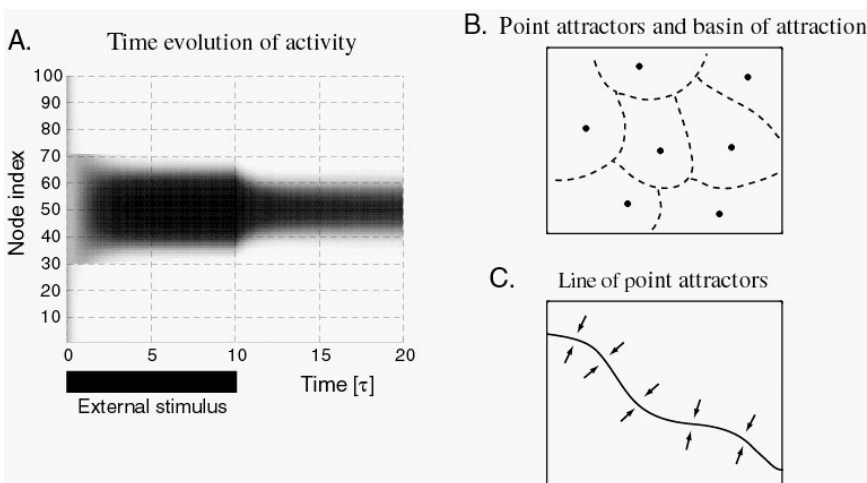 A.
Time evolution of activity
Node index
100
90
80
70
60
50
40
30
20
10
0
5
10
15
20
Time [τ]
External stimulus
B.
Point attractors and basin of attraction
C.
Line of point attractors